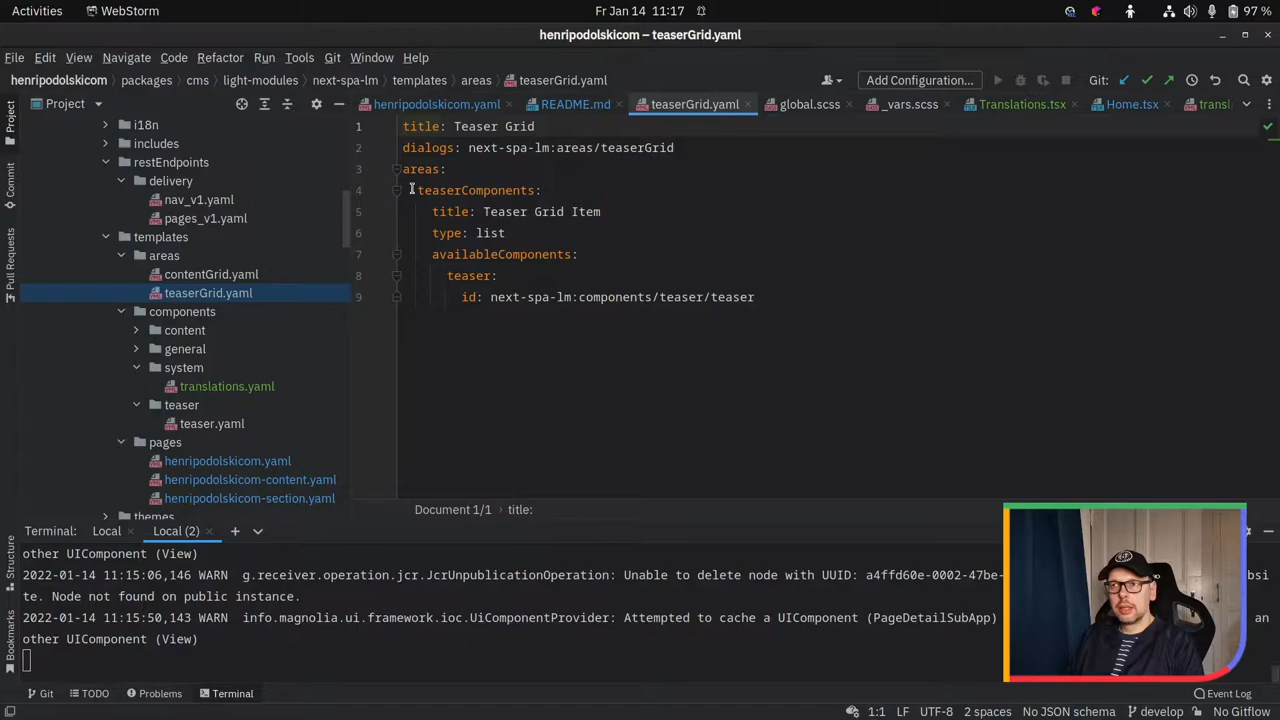 Activities WebStorm Fr Jan 14 11:17 97 %
henripodolskicom – teaserGrid.yaml
File Edit View Navigate Code Refactor Run Tools Git Window Help
henripodolskicom packages cms light-modules next-spa-lm templates areas teaserGrid.yaml Add Configuration... Git:
Project henripodolskicom.yaml README.md teaserGrid.yaml global.scss _vars.scss Translations.tsx Home.tsx transl
Project
Commit
Pull Requests
i18n
includes
restEndpoints
delivery
nav_v1.yaml
pages_v1.yaml
templates
areas
contentGrid.yaml
teaserGrid.yaml
components
content
general
system
translations.yaml
teaser
teaser.yaml
pages
henripodolskicom.yaml
henripodolskicom-content.yaml
henripodolskicom-section.yaml
themes
1 title: Teaser Grid
2 dialogs: next-spa-lm:areas/teaserGrid
3 areas:
4 teaserComponents:
5 title: Teaser Grid Item
6 type: list
7 availableComponents:
8 teaser:
9 id: next-spa-lm:components/teaser/teaser
Document 1/1 title:
Terminal: Local Local (2)
Structure
Bookmarks
other UIComponent (View)
2022-01-14 11:15:06,146 WARN g.receiver.operation.jcr.JcrUnpublicationOperation: Unable to delete node with UUID: a4ffd60e-0002-47be- bsi
te. Node not found on public instance.
2022-01-14 11:15:50,143 WARN info.magnolia.ui.framework.ioc.UiComponentProvider: Attempted to cache a UIComponent (PageDetailSubApp) an
other UIComponent (View)
Git TODO Problems Terminal Event Log
1:1 LF UTF-8 2 spaces No JSON schema develop No Gitflow